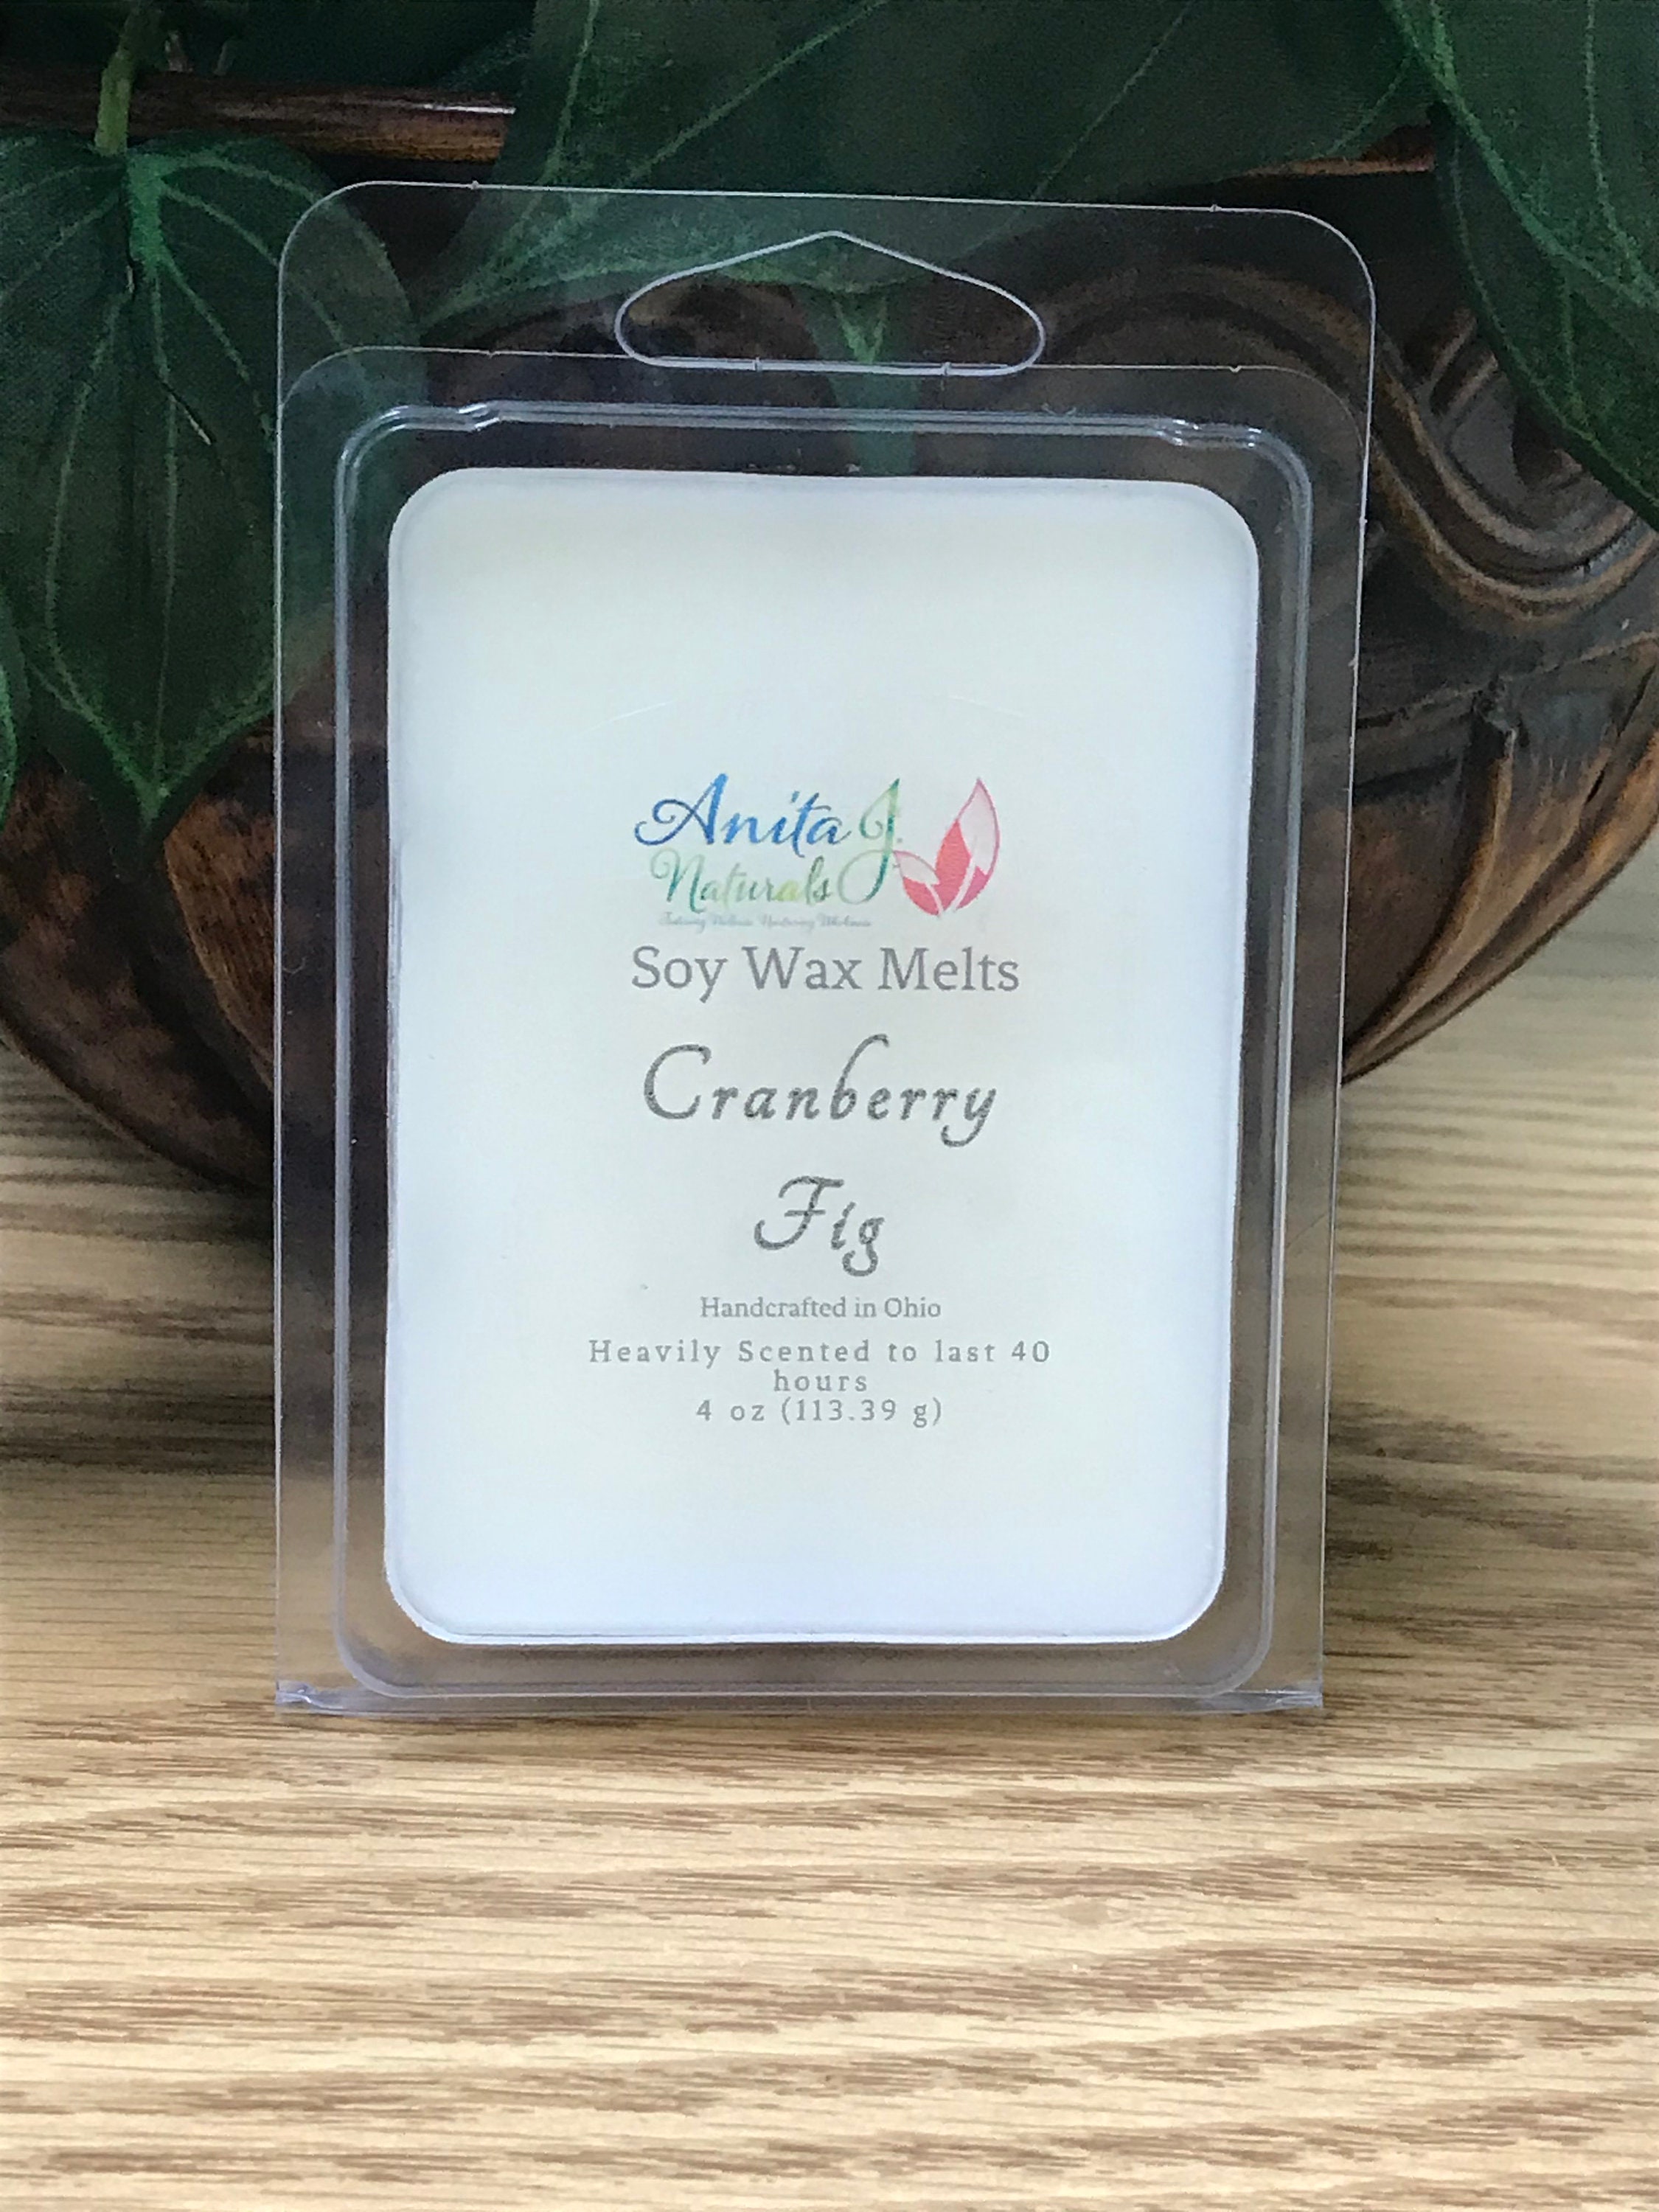 Anita J.
Naturals
Soy Wax Melts
Cranberry
Fig
Handcrafted in Ohio
Heavily Scented to last 40
hours
4 oz (113.39 g)